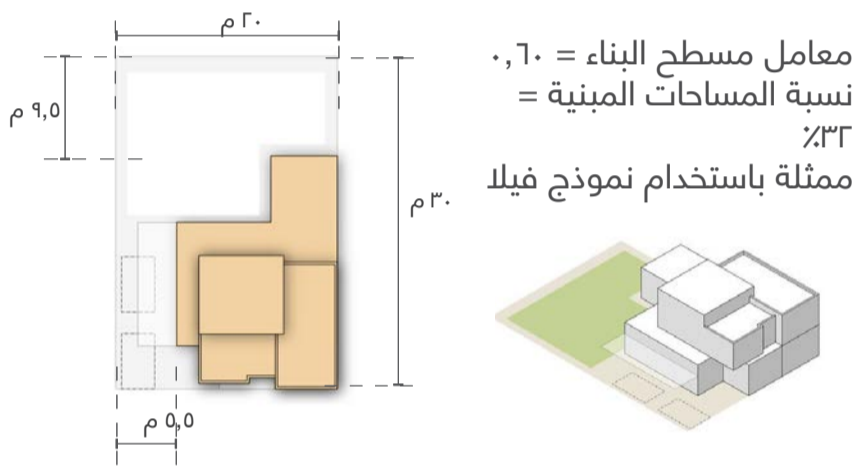 ٢٠ م
٩,٥ م
٣٠ م
٥,٥ م
معامل مسطح البناء = ٠,٦٠
نسبة المساحات المبنية =
٣٢٪
ممثلة باستخدام نموذج فيلا